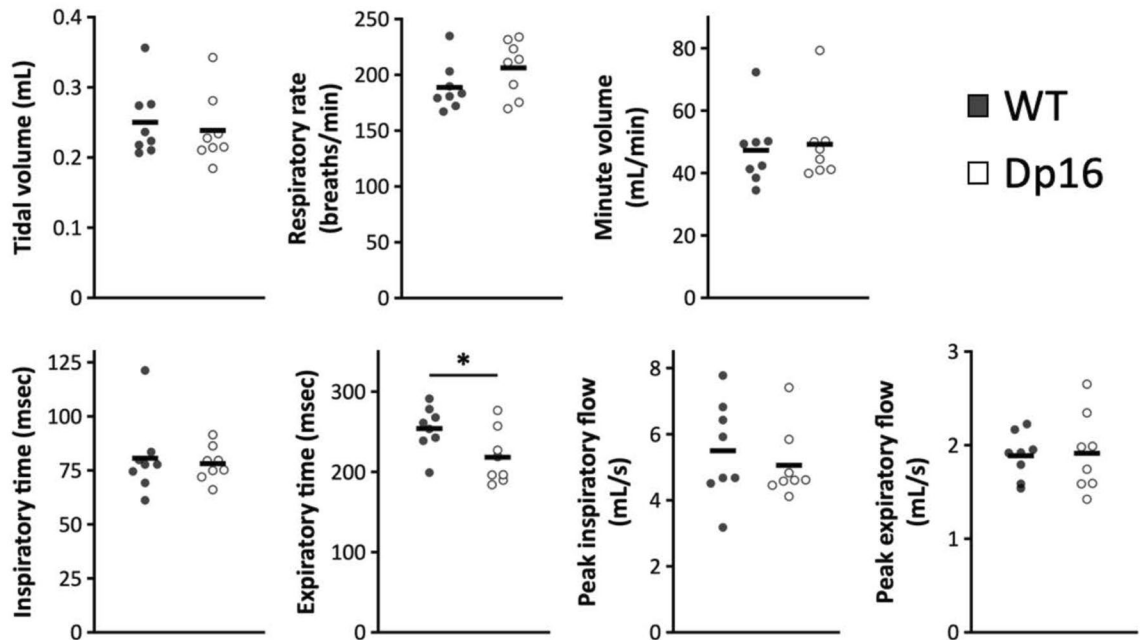 Tidal volume (mL)
0.4
0.3
0.2
0.1
0
Respiratory rate
(breaths/min)
250
200
150
100
50
0
Minute volume
(mL/min)
80
60
40
20
0
WT
Dp16
Inspiratory time (msec)
125
100
75
50
25
0
Expiratory time (msec)
300
200
100
0
*
Peak inspiratory flow
(mL/s)
8
6
4
2
0
Peak expiratory flow
(mL/s)
3
2
1
0